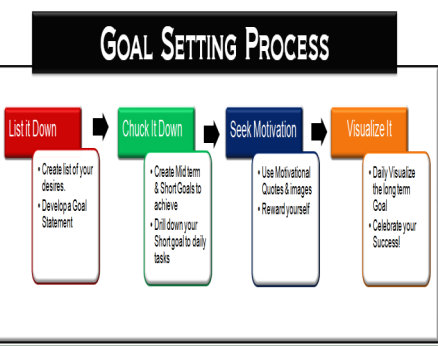 GOAL SETTING PROCESS
List it Down
Chuck It Down
Seek Motivation
Visualize It
• Create list of your
desires.
• Develop a Goal
Statement
• Create Mid term
& Short Goals to
achieve
• Drill down your
Short goal to daily
tasks
• Use Motivational
Quotes & images
• Reward yourself
• Daily Visualize
the long term
Goal
• Celebrate your
Success!